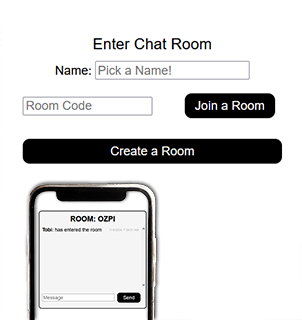 Enter Chat Room
Name: Pick a Name!
Room Code Join a Room
Create a Room
ROOM: OZPI
Tobi: has entered the room
Message Send